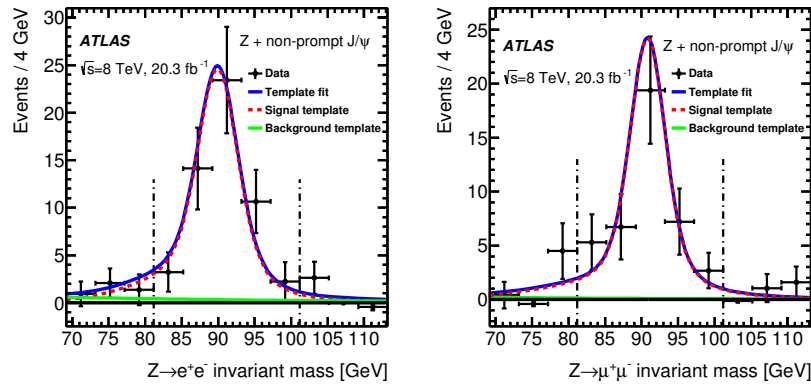 ATLAS
Z + non-prompt J/ψ
√s=8 TeV, 20.3 fb⁻¹
Data
Template fit
Signal template
Background template
Events / 4 GeV
30
25
20
15
10
5
0
70 75 80 85 90 95 100 105 110
Z→e⁺e⁻ invariant mass [GeV]
ATLAS
Z + non-prompt J/ψ
√s=8 TeV, 20.3 fb⁻¹
Data
Template fit
Signal template
Background template
Events / 4 GeV
25
20
15
10
5
0
70 75 80 85 90 95 100 105 110
Z→μ⁺μ⁻ invariant mass [GeV]